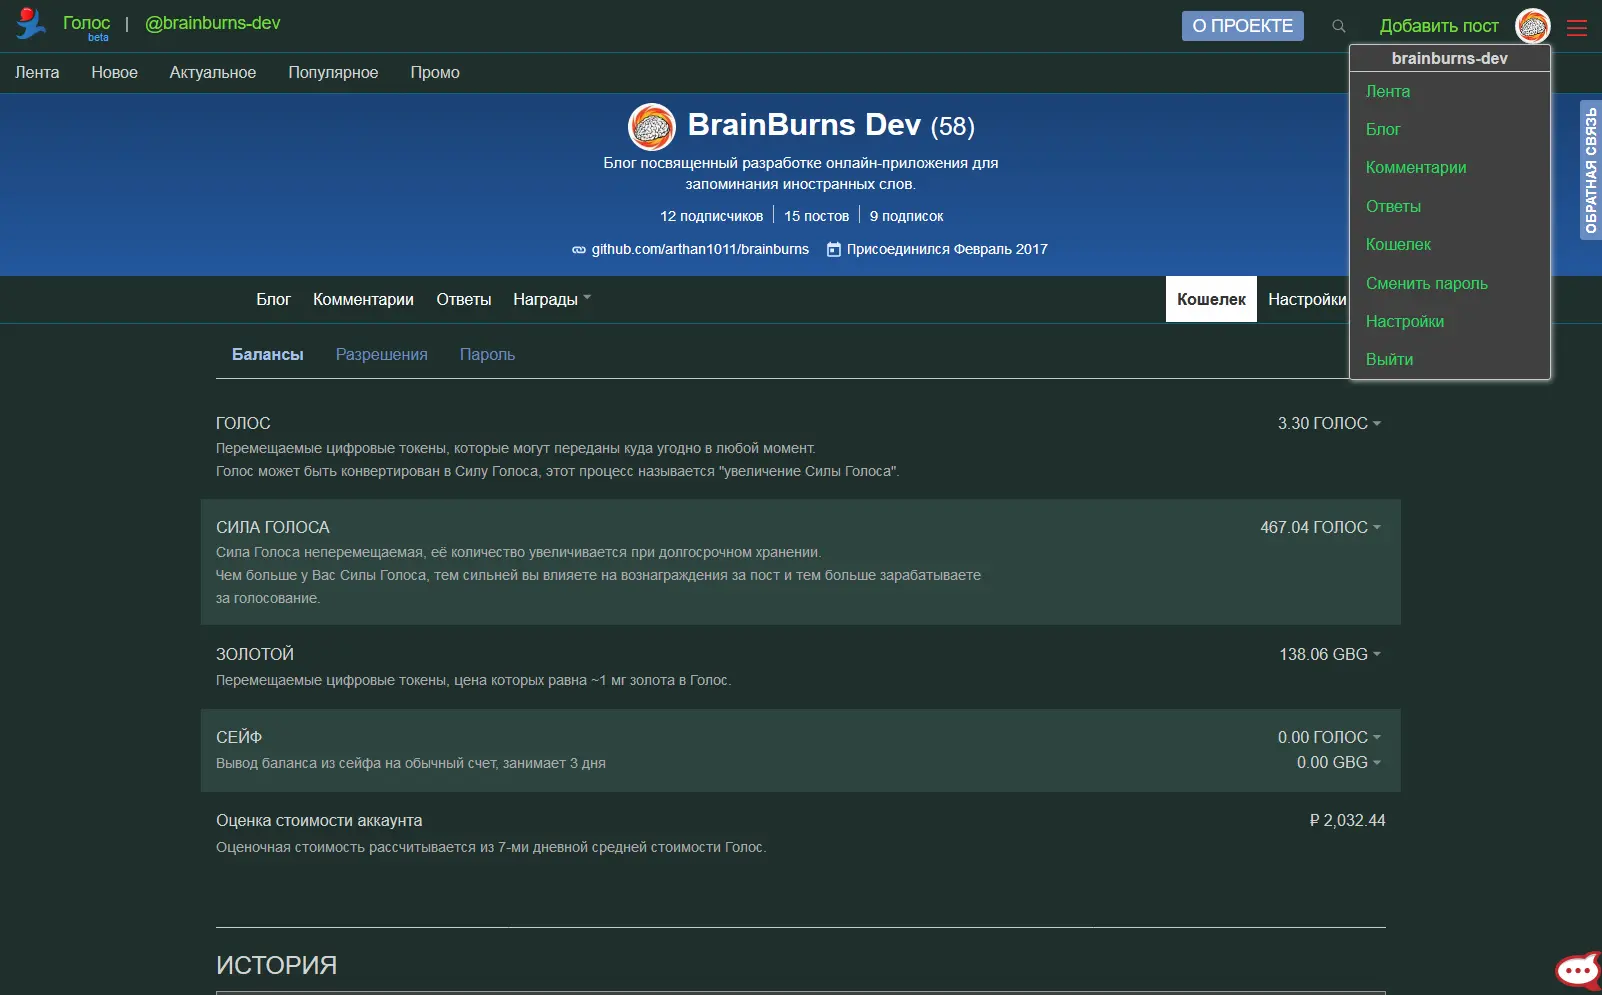 Голос
beta
| @brainburns-dev
О ПРОЕКТЕ
Добавить пост
Лента Новое Актуальное Популярное Промо
brainburns-dev
Лента
Блог
Комментарии
Ответы
Кошелек
Сменить пароль
Настройки
Выйти
ОБРАТНАЯ СВЯЗЬ
BrainBurns Dev (58)
Блог посвященный разработке онлайн-приложения для
запоминания иностранных слов.
12 подписчиков 15 постов 9 подписок
github.com/arthan1011/brainburns Присоединился Февраль 2017
Блог Комментарии Ответы Награды Кошелек Настройки
Балансы Разрешения Пароль
ГОЛОС 3.30 ГОЛОС
Перемещаемые цифровые токены, которые могут переданы куда угодно в любой момент.
Голос может быть конвертирован в Силу Голоса, этот процесс называется "увеличение Силы Голоса".
СИЛА ГОЛОСА 467.04 ГОЛОС
Сила Голоса неперемещаемая, её количество увеличивается при долгосрочном хранении.
Чем больше у Вас Силы Голоса, тем сильней вы влияете на вознаграждения за пост и тем больше зарабатываете
за голосование.
ЗОЛОТОЙ 138.06 GBG
Перемещаемые цифровые токены, цена которых равна ~1 мг золота в Голос.
СЕЙФ 0.00 ГОЛОС
Вывод баланса из сейфа на обычный счет, занимает 3 дня 0.00 GBG
Оценка стоимости аккаунта ₽ 2,032.44
Оценочная стоимость рассчитывается из 7-ми дневной средней стоимости Голос.
ИСТОРИЯ